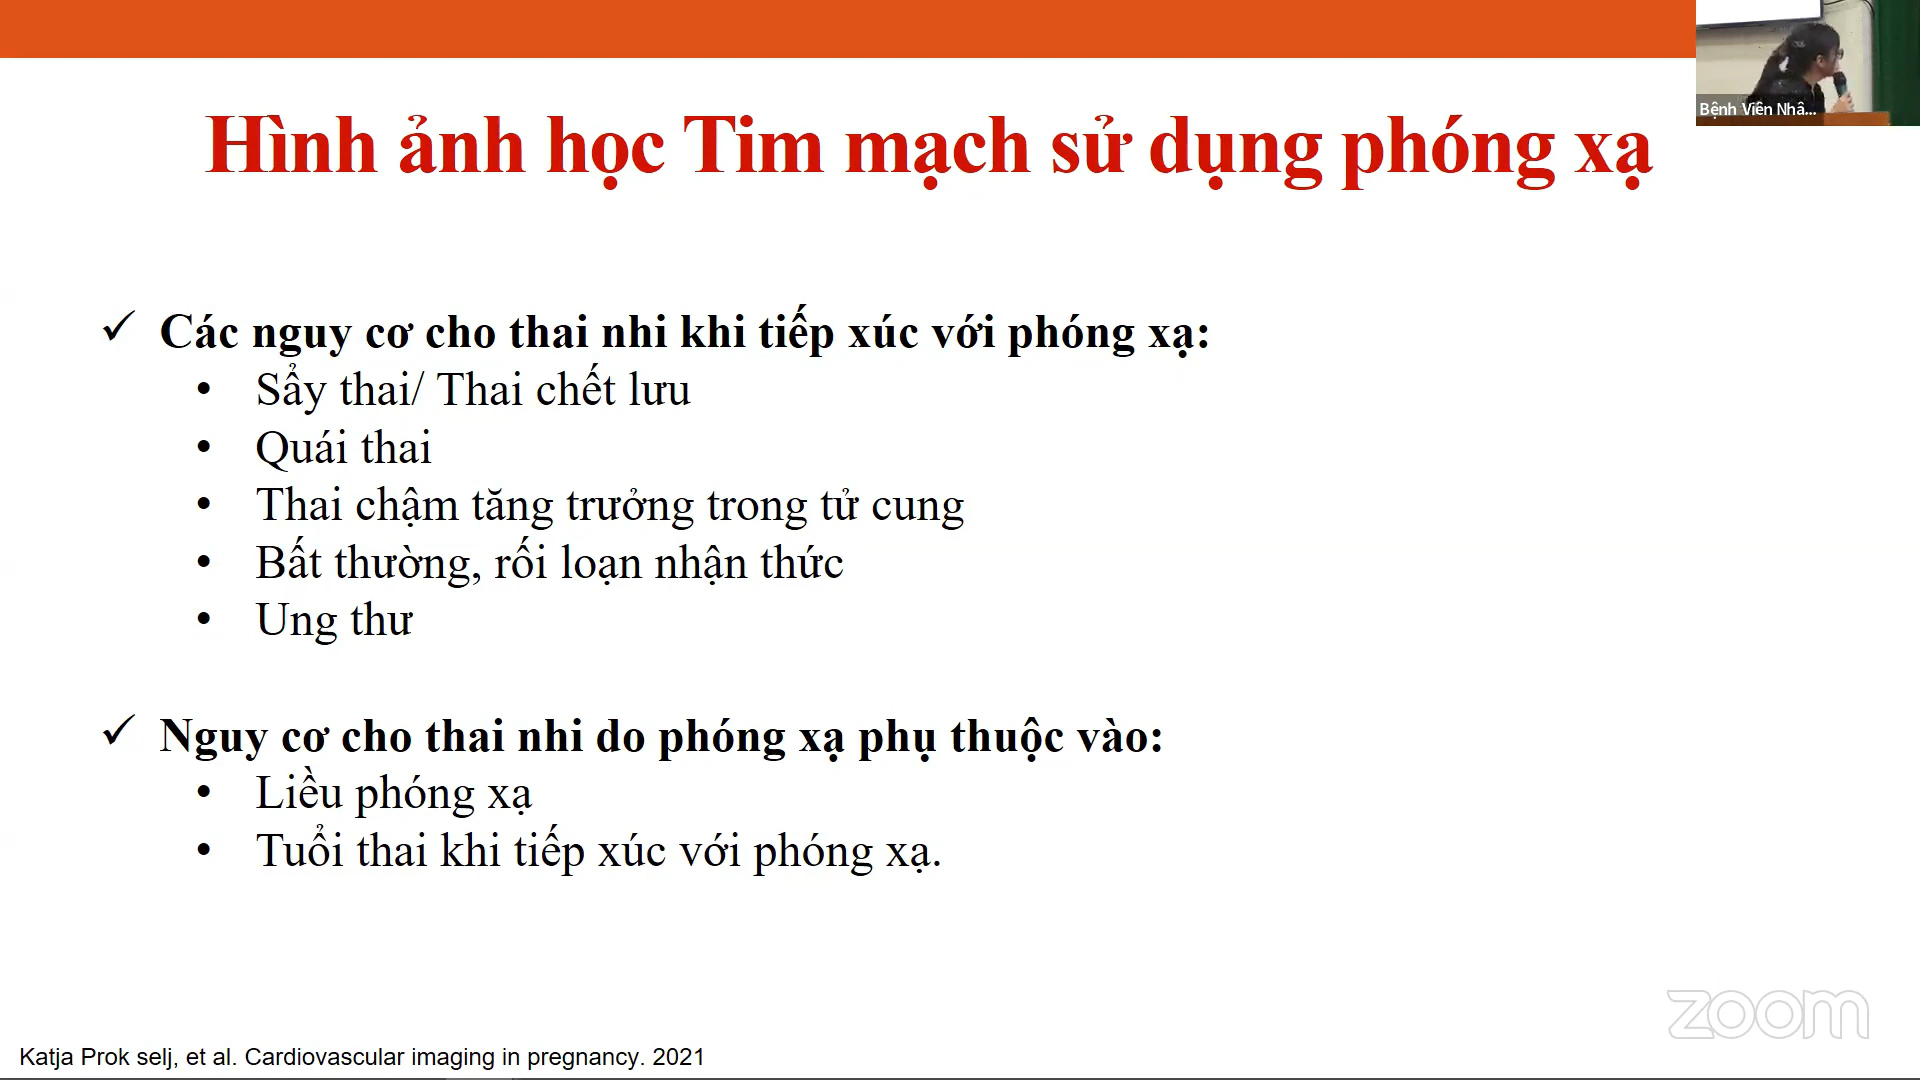 Bệnh Viện Nhâ...
Hình ảnh học Tim mạch sử dụng phóng xạ
✓ Các nguy cơ cho thai nhi khi tiếp xúc với phóng xạ:
• Sẩy thai/ Thai chết lưu
• Quái thai
• Thai chậm tăng trưởng trong tử cung
• Bất thường, rối loạn nhận thức
• Ung thư
✓ Nguy cơ cho thai nhi do phóng xạ phụ thuộc vào:
• Liều phóng xạ
• Tuổi thai khi tiếp xúc với phóng xạ.
zoom
Katja Prok selj, et al. Cardiovascular imaging in pregnancy. 2021